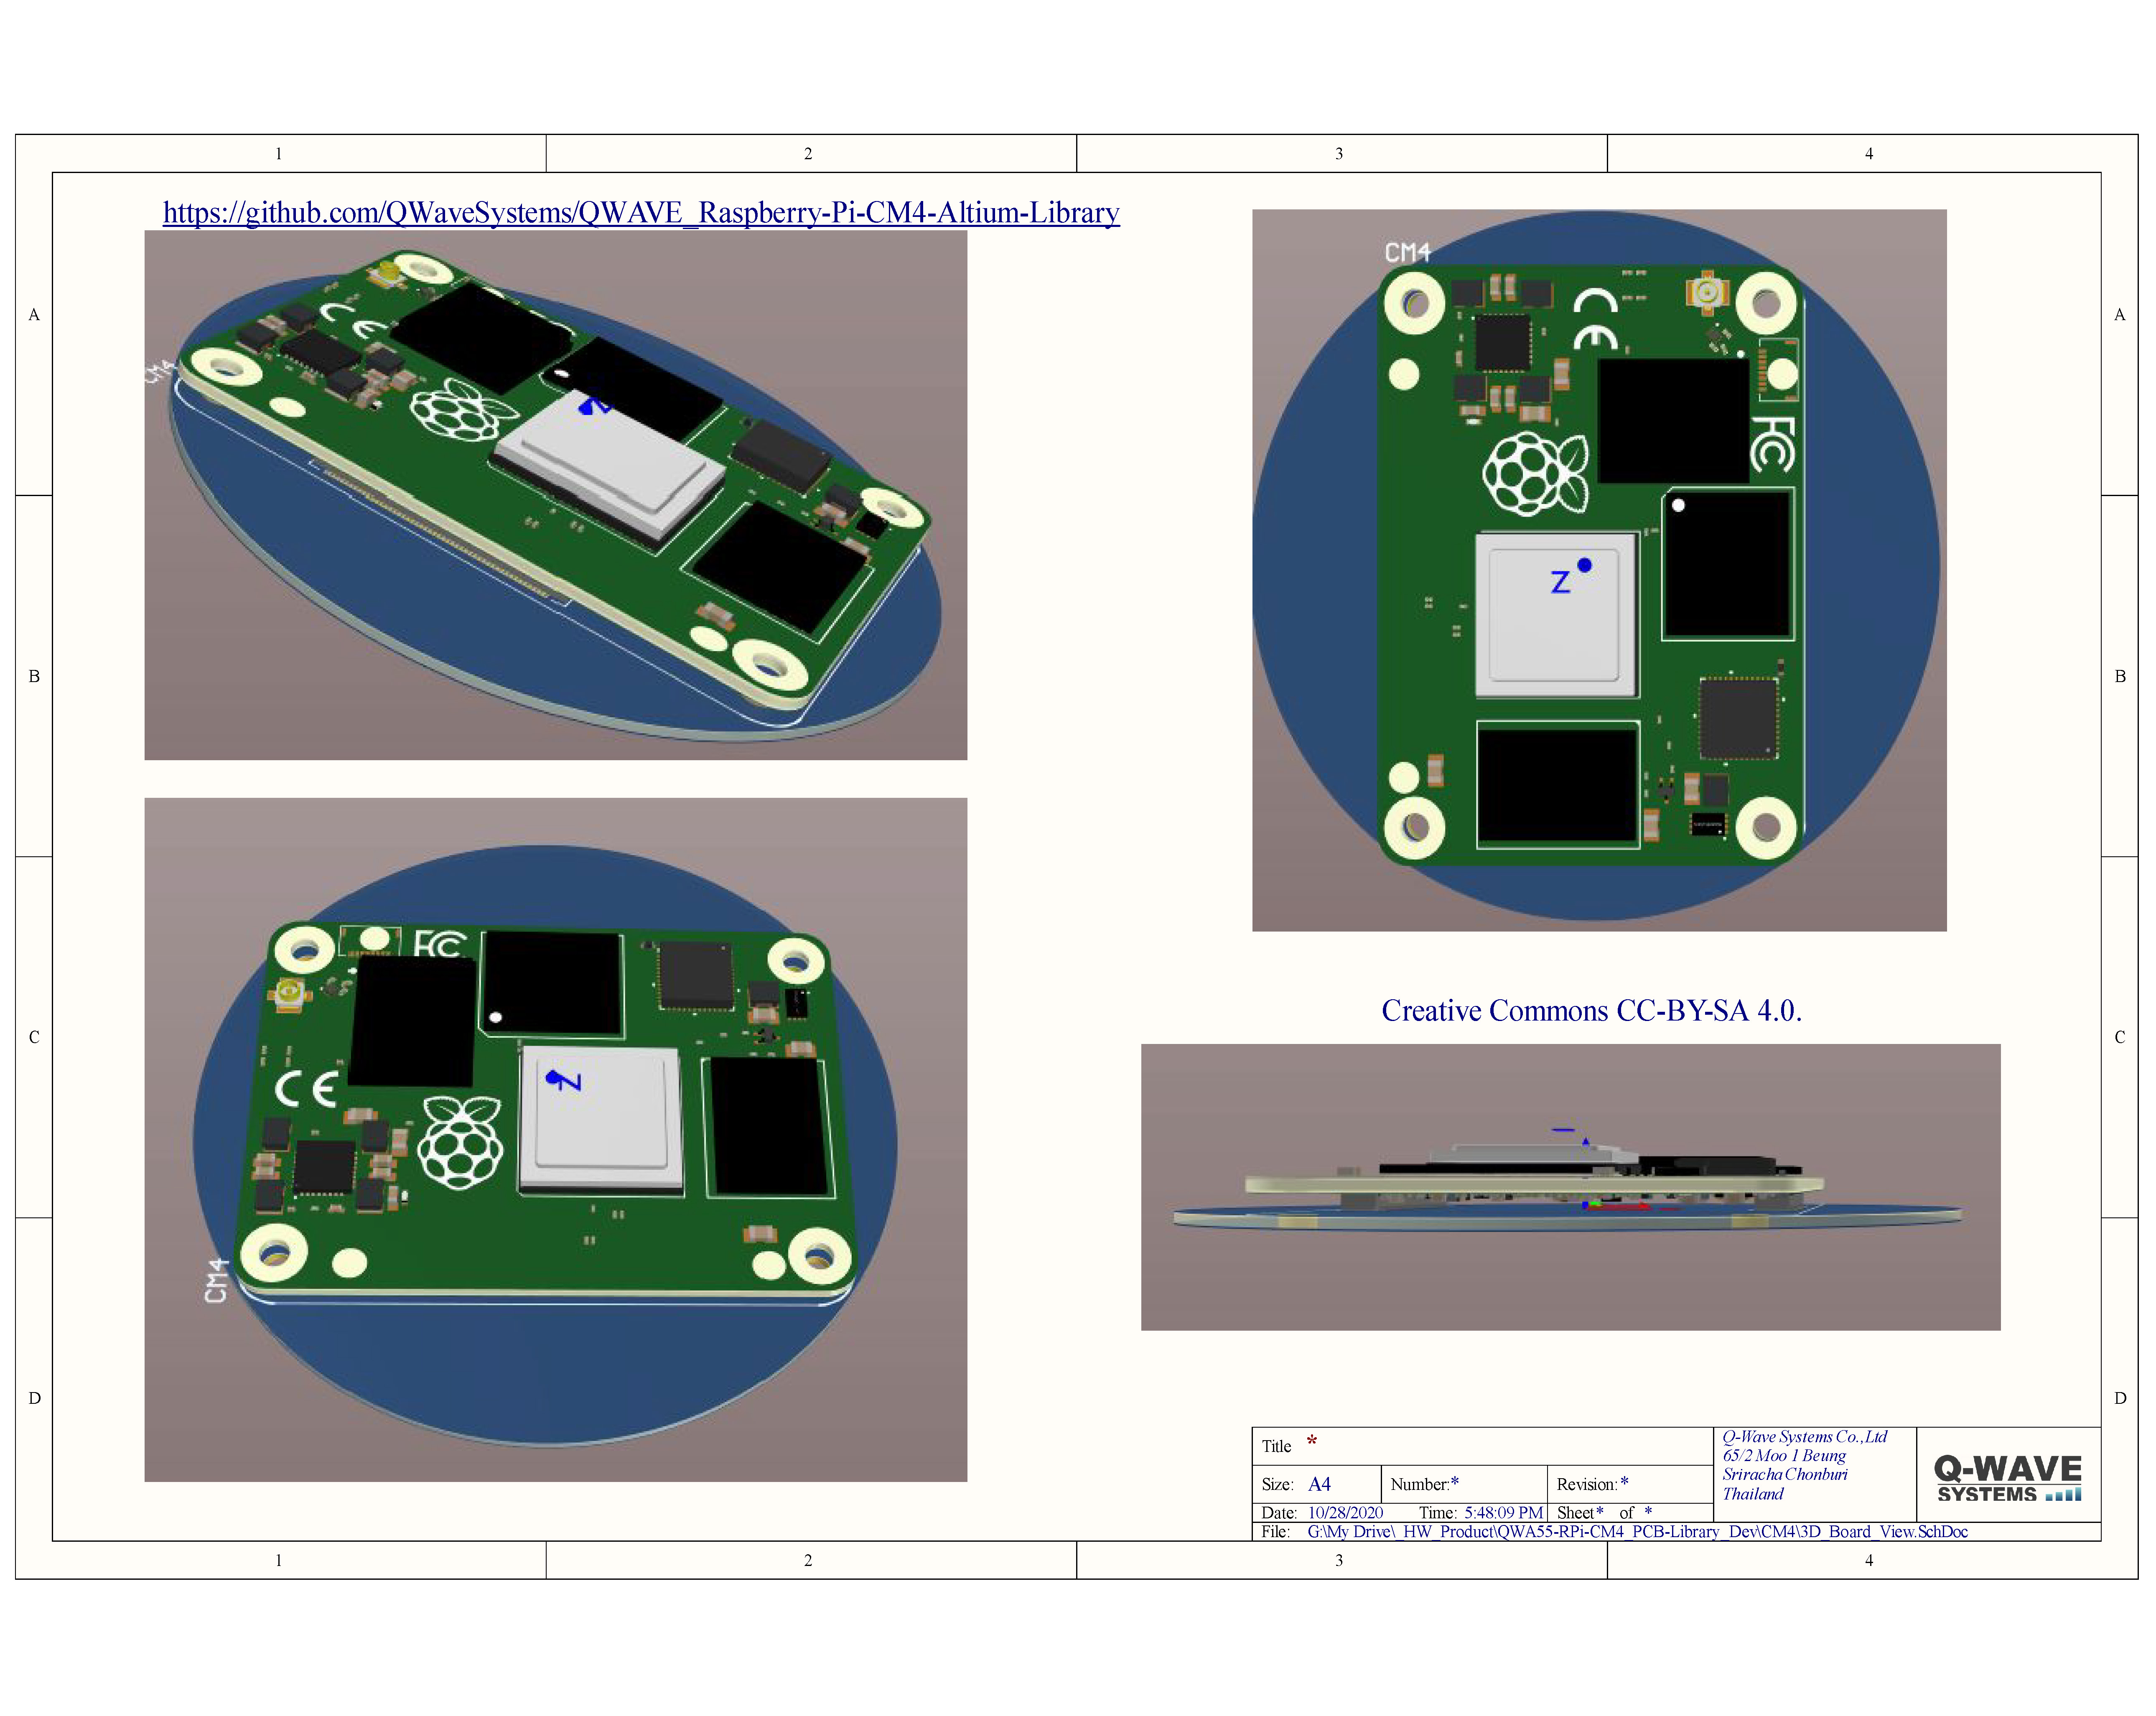 1 2 3 4
https://github.com/QWaveSystems/QWAVE_Raspberry-Pi-CM4-Altium-Library
A A
B B
C C
D D
CM4
CE
Z
CM4
CE
FC
Z
FC
CE
Z
CM4
Creative Commons CC-BY-SA 4.0.
Title *
Size: A4 Number:* Revision:*
Date: 10/28/2020 Time: 5:48:09 PM Sheet* of *
File: G:\My Drive\_HW_Product\QWA55-RPi-CM4_PCB-Library_Dev\CM4\3D_Board_View.SchDoc
Q-Wave Systems Co.,Ltd
65/2 Moo 1 Beung
Sriracha Chonburi
Thailand
Q-WAVE
SYSTEMS
1 2 3 4